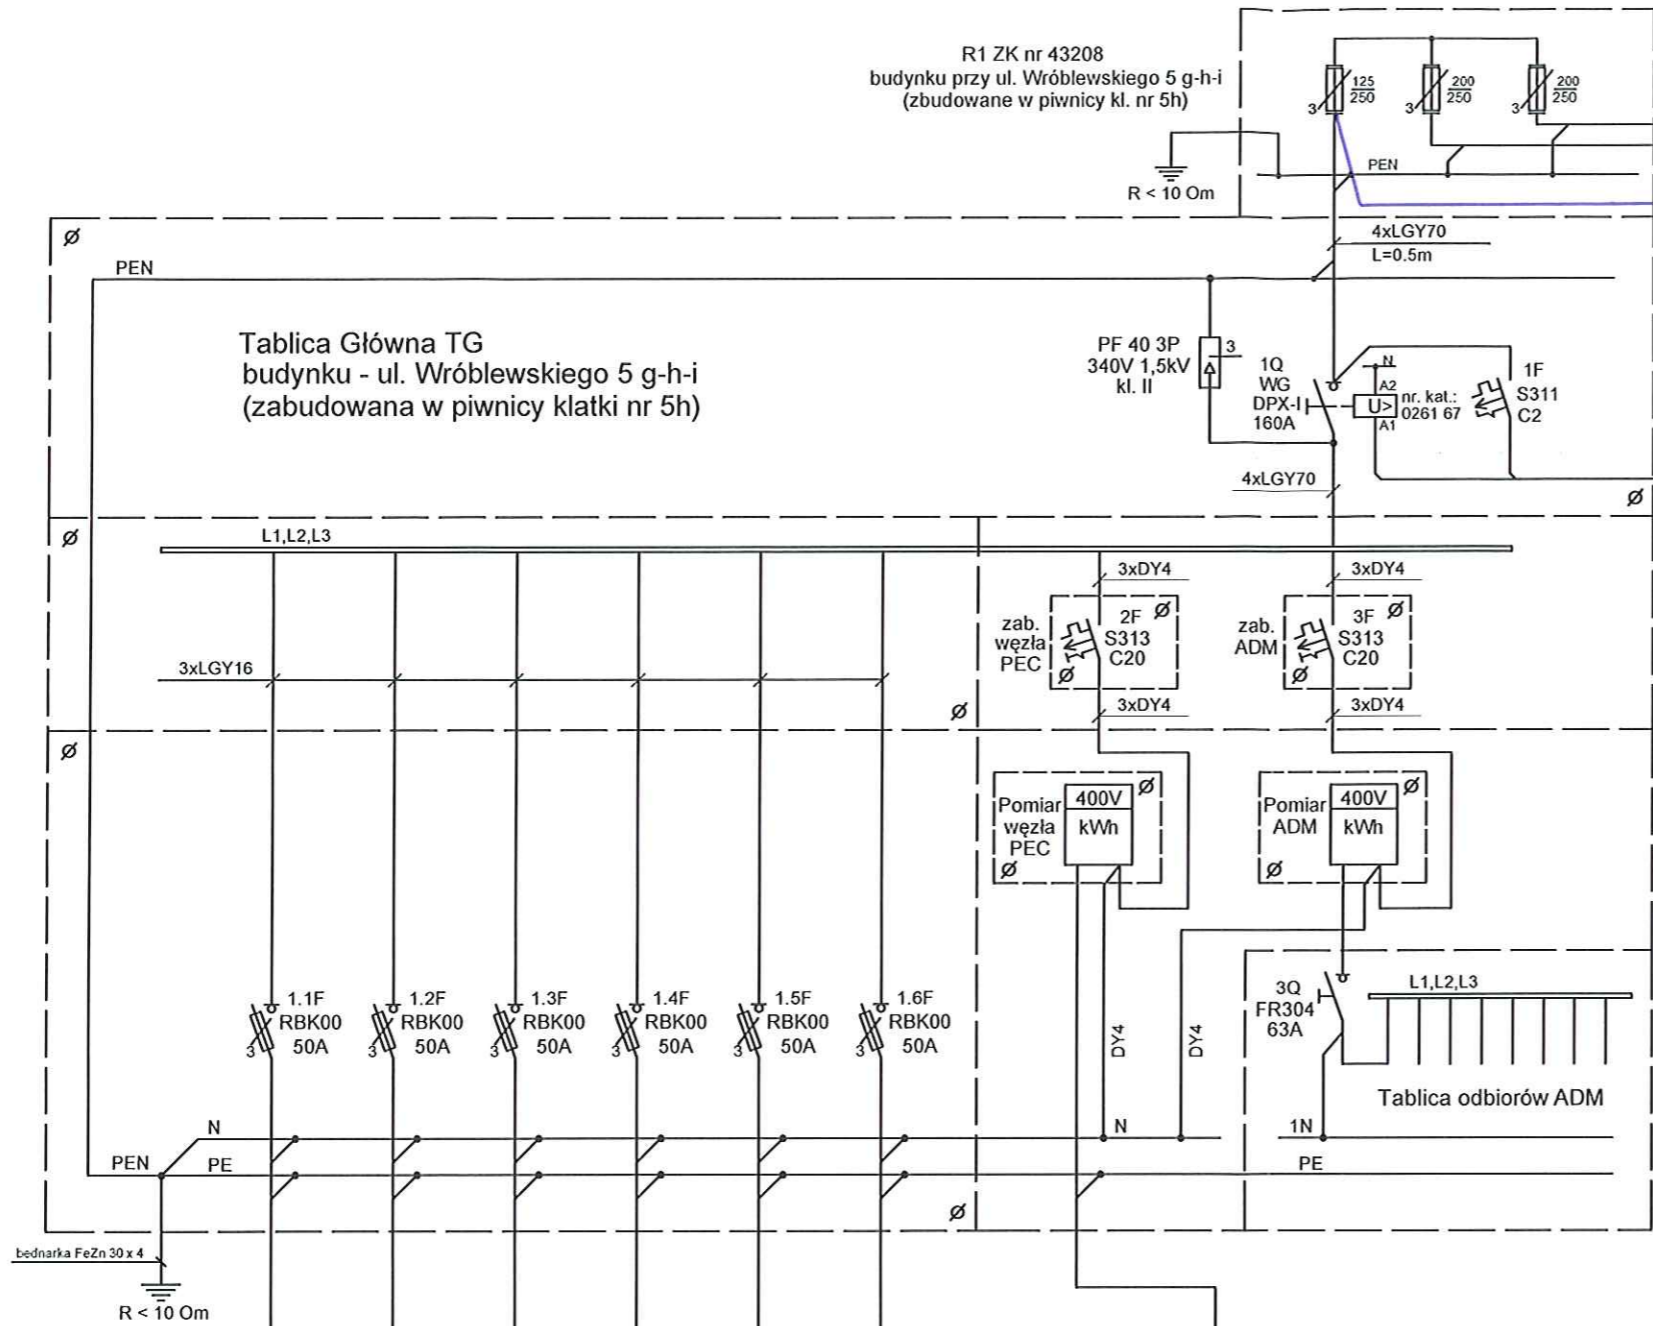 R1 ZK nr 43208
budynku przy ul. Wróblewskiego 5 g-h-i
(zbudowane w piwnicy kl. nr 5h)
125
250
3
200
250
3
200
250
3
PEN
R < 10 Om
4xLGY70
L=0.5m
Ø
PEN
Tablica Główna TG
budynku - ul. Wróblewskiego 5 g-h-i
(zabudowana w piwnicy klatki nr 5h)
PF 40 3P
340V 1,5kV
kl. II
3
1Q
WG
DPX-I
160A
N
A2
U>
A1
nr. kat.:
0261 67
1F
S311
C2
4xLGY70
Ø
Ø
L1,L2,L3
3xDY4
3xDY4
zab.
węzła
PEC
2F
S313
C20
Ø
Ø
zab.
ADM
3F
S313
C20
Ø
Ø
3xLGY16
Ø
3xDY4
3xDY4
Ø
Pomiar
węzła
PEC
400V
kWh
Ø
Ø
Pomiar
ADM
400V
kWh
Ø
Ø
1.1F
RBK00
50A
3
1.2F
RBK00
50A
3
1.3F
RBK00
50A
3
1.4F
RBK00
50A
3
1.5F
RBK00
50A
3
1.6F
RBK00
50A
3
DY4
DY4
3Q
FR304
63A
L1,L2,L3
Tablica odbiorów ADM
N
N
1N
PEN
PE
PE
Ø
bednarka FeZn 30 x 4
R < 10 Om